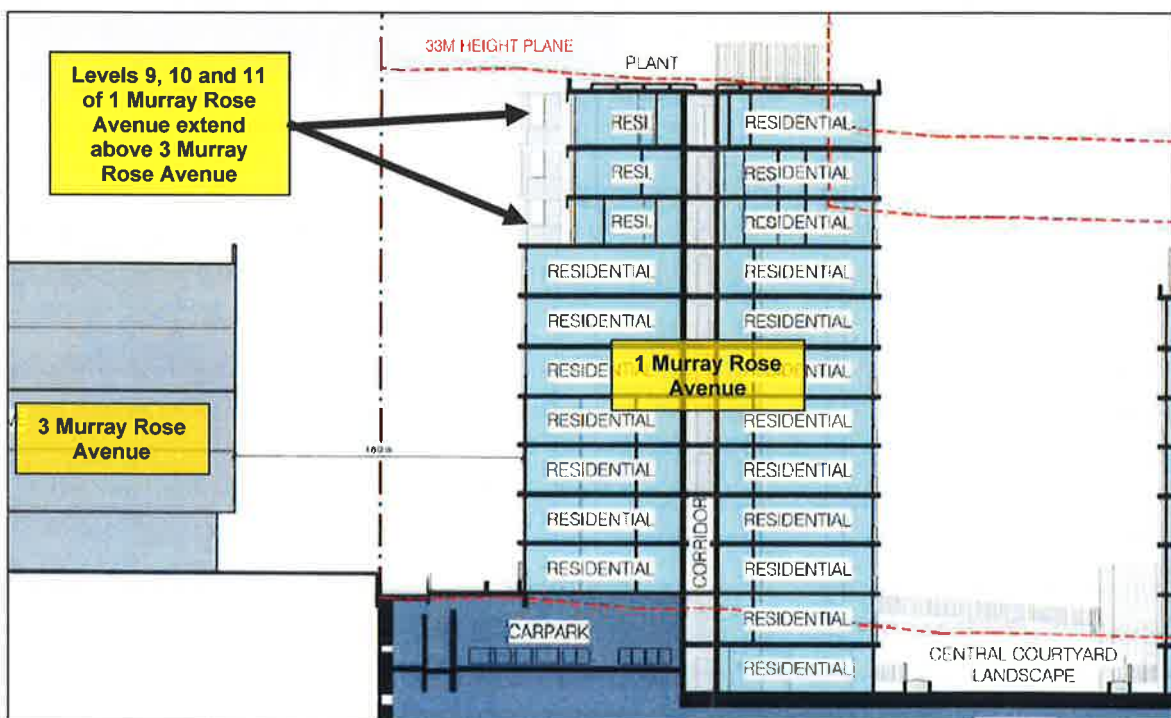 33M HEIGHT PLANE
PLANT
Levels 9, 10 and 11
of 1 Murray Rose
Avenue extend
above 3 Murray
Rose Avenue
RESI. RESIDENTIAL
RESI. RESIDENTIAL
RESI. RESIDENTIAL
RESIDENTIAL RESIDENTIAL
RESIDENTIAL RESIDENTIAL
RESIDENTIAL
1 Murray Rose
Avenue
3 Murray Rose
Avenue
RESIDENTIAL RESIDENTIAL
RESIDENTIAL RESIDENTIAL
RESIDENTIAL RESIDENTIAL
CORRIDOR
RESIDENTIAL RESIDENTIAL
CARPARK
RESIDENTIAL
RESIDENTIAL
CENTRAL COURTYARD
LANDSCAPE